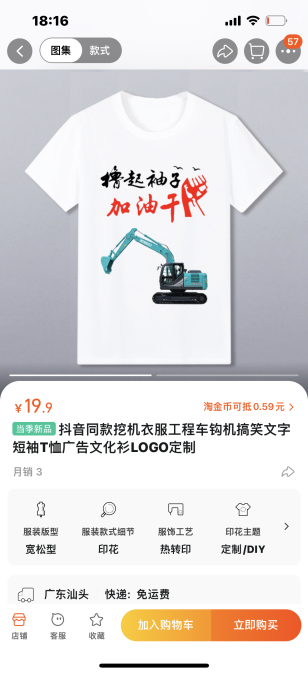 18:16
图集 款式
57
撸起袖子
加油干
¥19.9
淘金币可抵0.59元
当季新品 抖音同款挖机衣服工程车钩机搞笑文字
短袖T恤广告文化衫LOGO定制
月销 3
服装版型 服装款式细节 服饰工艺 印花主题
宽松型 印花 热转印 定制/DIY
广东汕头 快递: 免运费
店铺 客服 收藏 加入购物车 立即购买